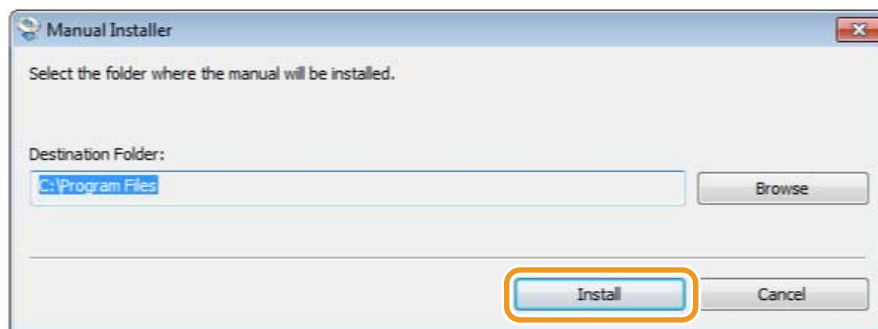 Manual Installer
Select the folder where the manual will be installed.
Destination Folder:
C:\Program Files
Browse
Install
Cancel